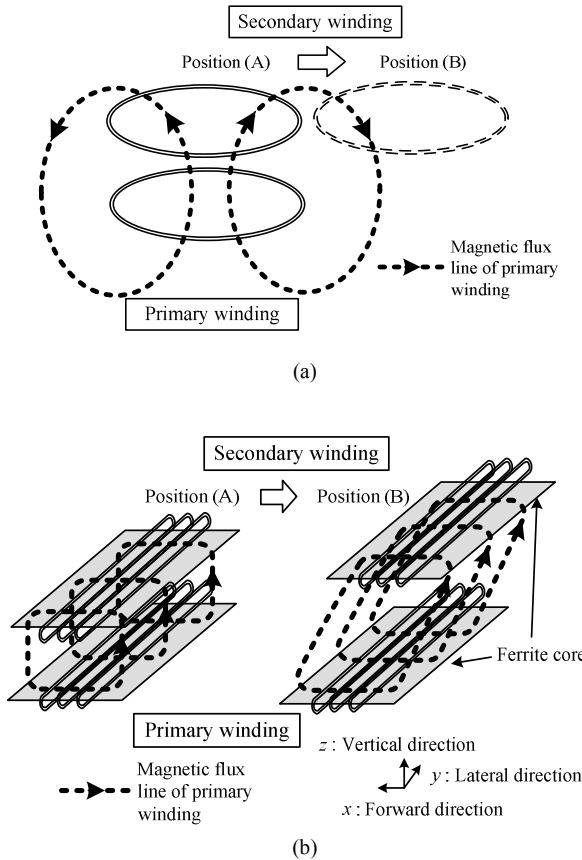 Secondary winding
Position (A)
Position (B)
Magnetic flux
line of primary
winding
Primary winding
(a)
Secondary winding
Position (A)
Position (B)
Ferrite core
Primary winding
Magnetic flux
line of primary
winding
z : Vertical direction
y : Lateral direction
x : Forward direction
(b)